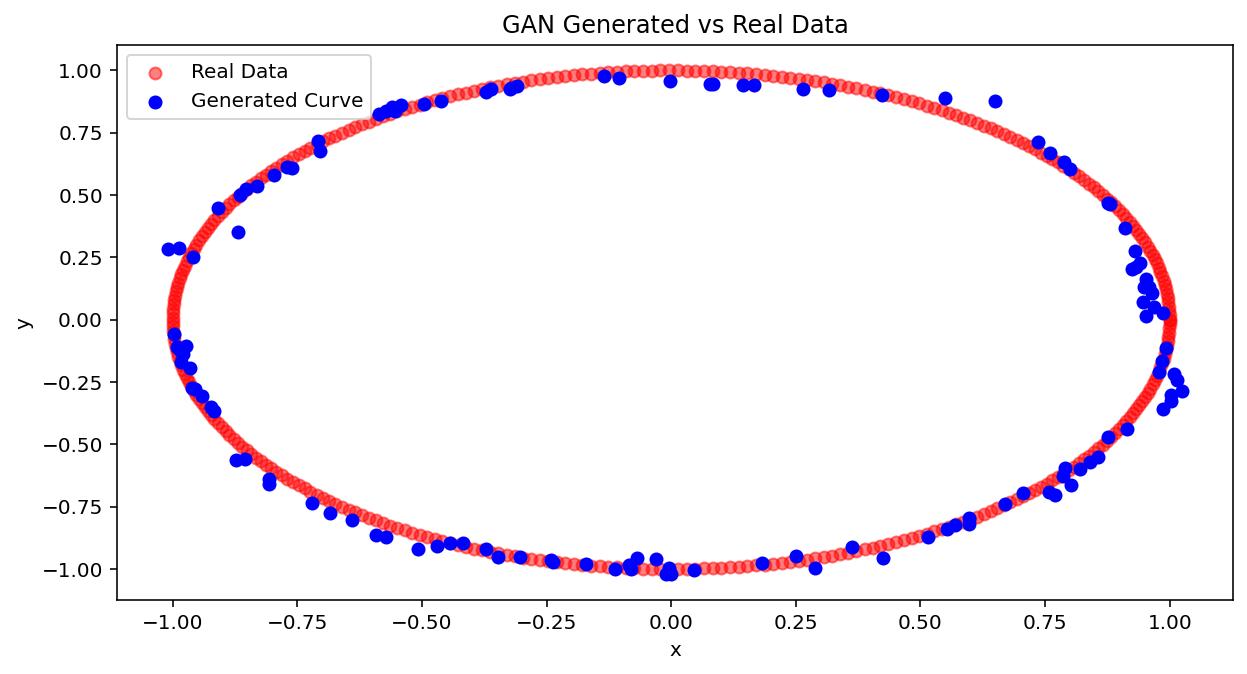 GAN Generated vs Real Data
Real Data
Generated Curve
1.00
0.75
0.50
0.25
0.00
−0.25
−0.50
−0.75
−1.00
y
−1.00 −0.75 −0.50 −0.25 0.00 0.25 0.50 0.75 1.00
x